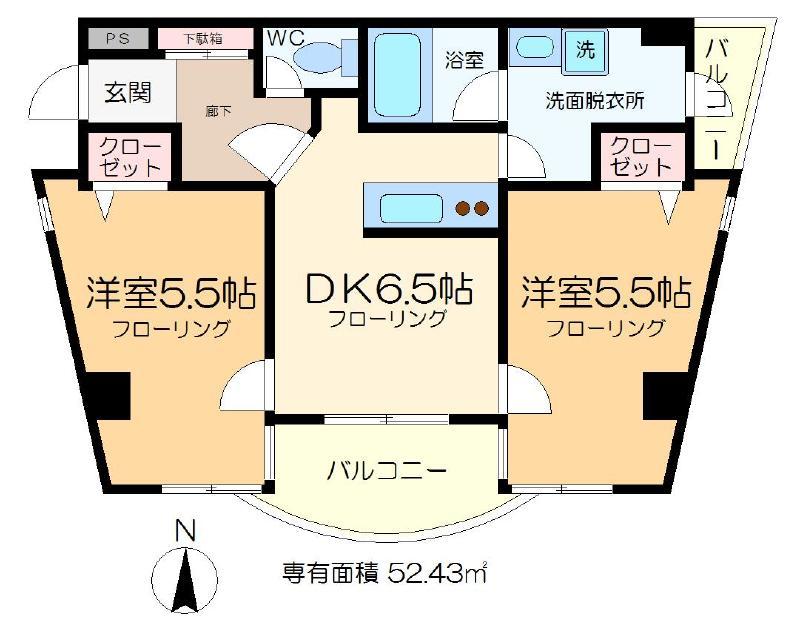 PS
下駄箱
WC
浴室
洗
バルコニー
玄関
廊下
洗面脱衣所
クロー
ゼット
クロー
ゼット
洋室5.5帖
フローリング
DK6.5帖
フローリング
洋室5.5帖
フローリング
バルコニー
N
専有面積 52.43㎡